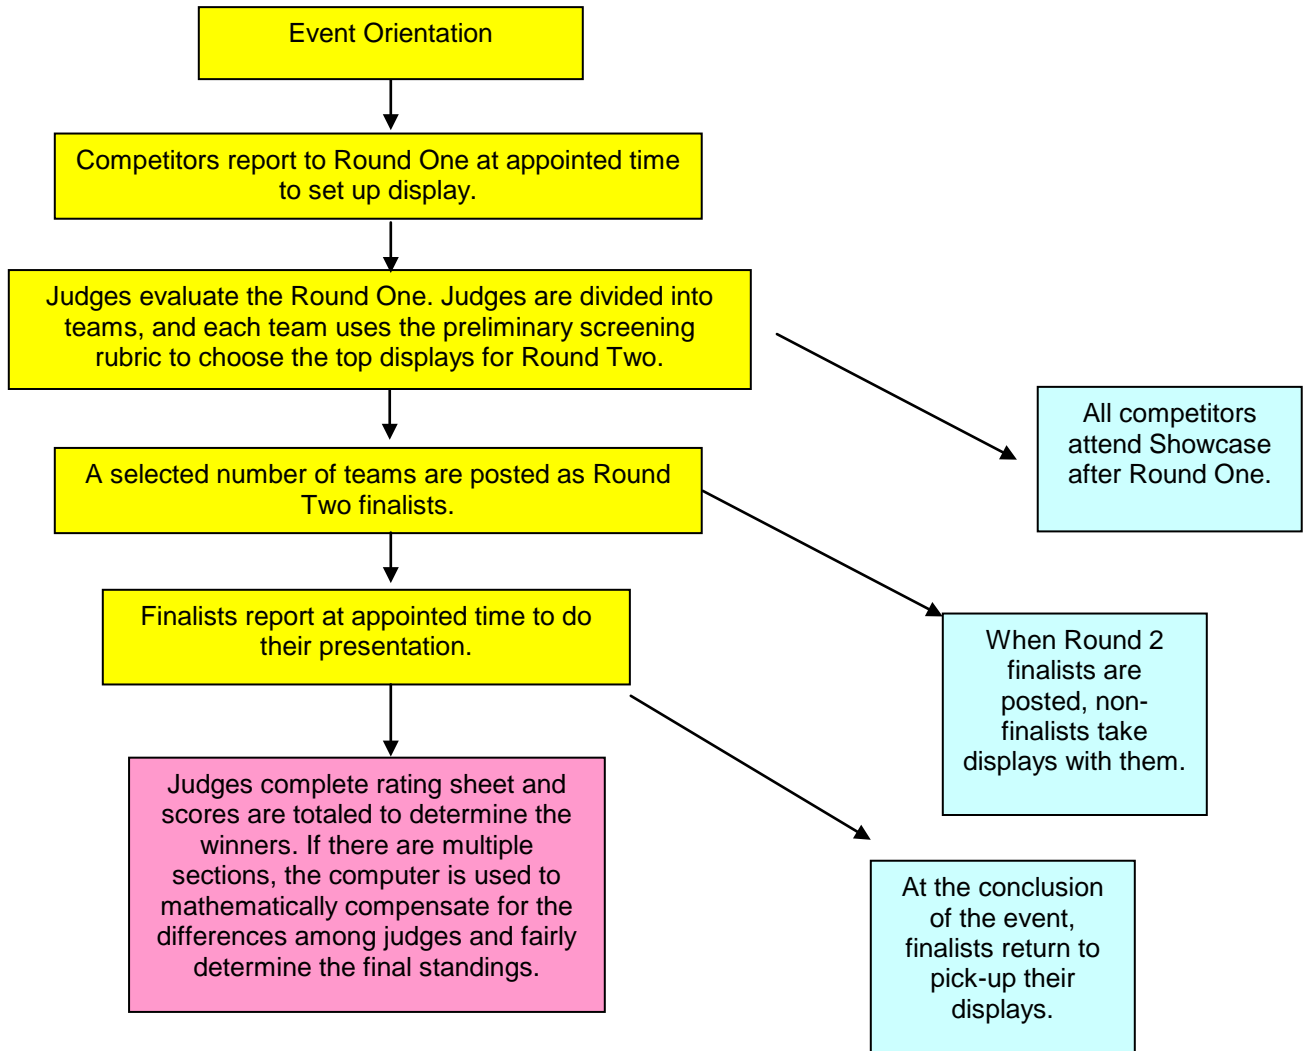 Event Orientation
Competitors report to Round One at appointed time
to set up display.
Judges evaluate the Round One. Judges are divided into
teams, and each team uses the preliminary screening
rubric to choose the top displays for Round Two.
All competitors
attend Showcase
after Round One.
A selected number of teams are posted as Round
Two finalists.
Finalists report at appointed time to do
their presentation.
When Round 2
finalists are
posted, non-
finalists take
displays with them.
Judges complete rating sheet and
scores are totaled to determine the
winners. If there are multiple
sections, the computer is used to
mathematically compensate for the
differences among judges and fairly
determine the final standings.
At the conclusion
of the event,
finalists return to
pick-up their
displays.